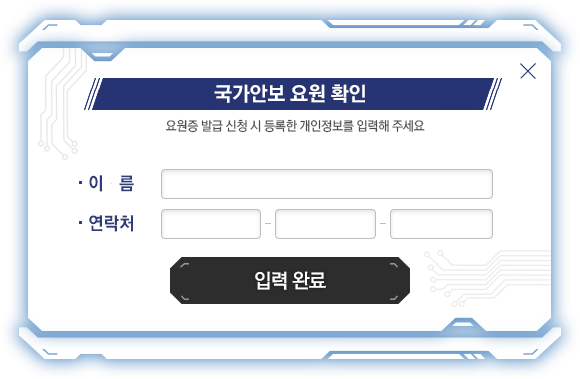 국가안보 요원 확인
요원증 발급 신청 시 등록한 개인정보를 입력해 주세요
· 이 름
· 연락처 – –
입력 완료